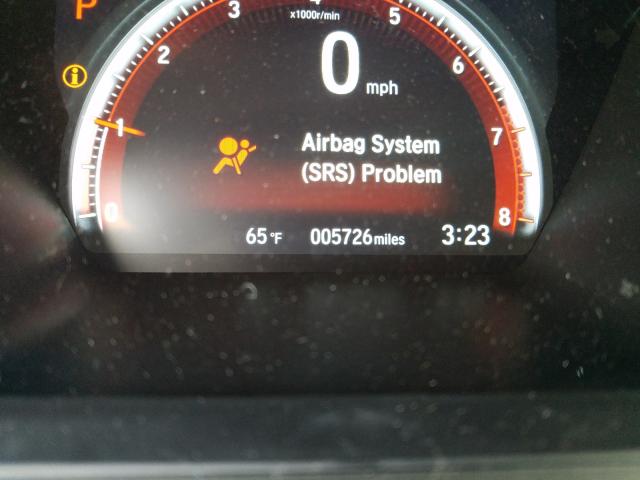 P
4
3
x1000r/min
5
2
0
6
mph
i
1
Airbag System
7
(SRS) Problem
0
8
65°F
005726miles
3:23